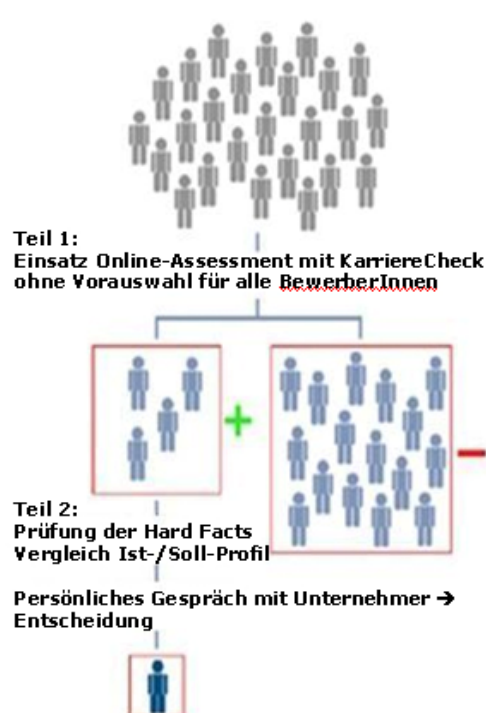 Teil 1:
Einsatz Online-Assessment mit KarriereCheck
ohne Vorauswahl für alle BewerberInnen
+
−
Teil 2:
Prüfung der Hard Facts
Vergleich Ist-/Soll-Profil
Persönliches Gespräch mit Unternehmer →
Entscheidung